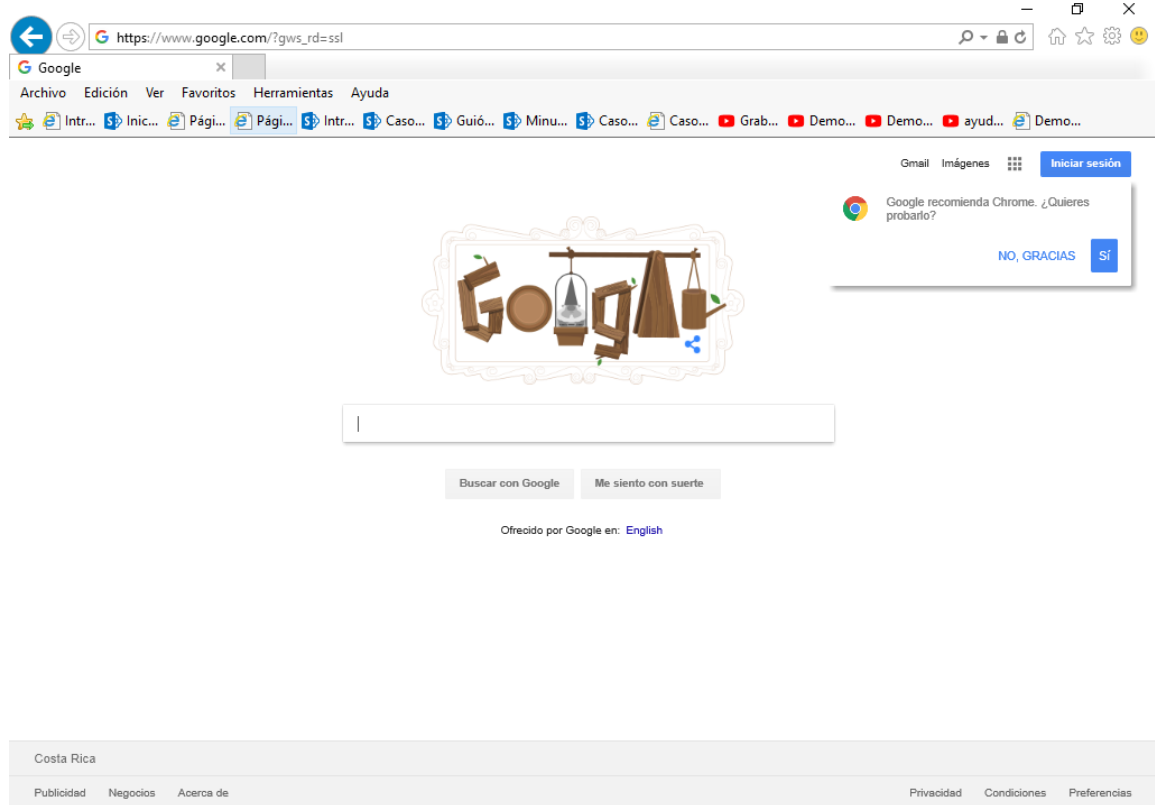 https://www.google.com/?gws_rd=ssl
Google
Archivo Edición Ver Favoritos Herramientas Ayuda
Intr... Inic... Pági... Pági... Intr... Caso... Guió... Minu... Caso... Caso... Grab... Demo... Demo... ayud... Demo...
Gmail Imágenes Iniciar sesión
Google recomienda Chrome. ¿Quieres
probarlo?
NO, GRACIAS SÍ
Google
Buscar con Google Me siento con suerte
Ofrecido por Google en: English
Costa Rica
Publicidad Negocios Acerca de Privacidad Condiciones Preferencias